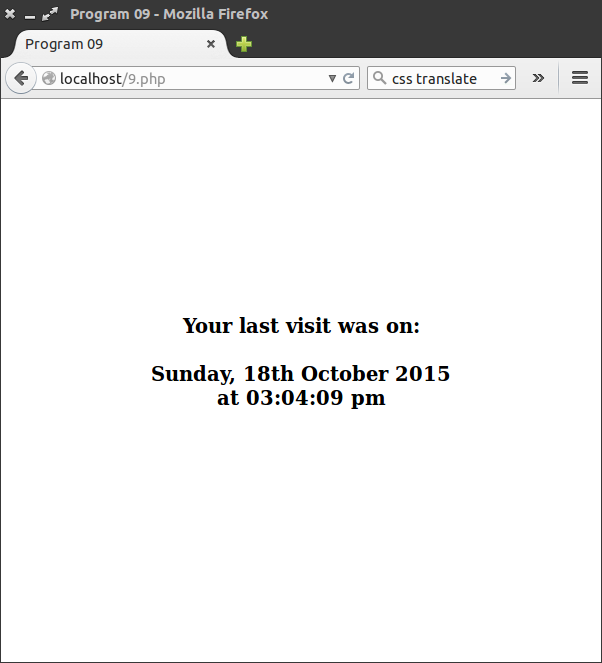 Program 09 - Mozilla Firefox
Program 09
localhost/9.php
css translate
Your last visit was on:
Sunday, 18th October 2015
at 03:04:09 pm